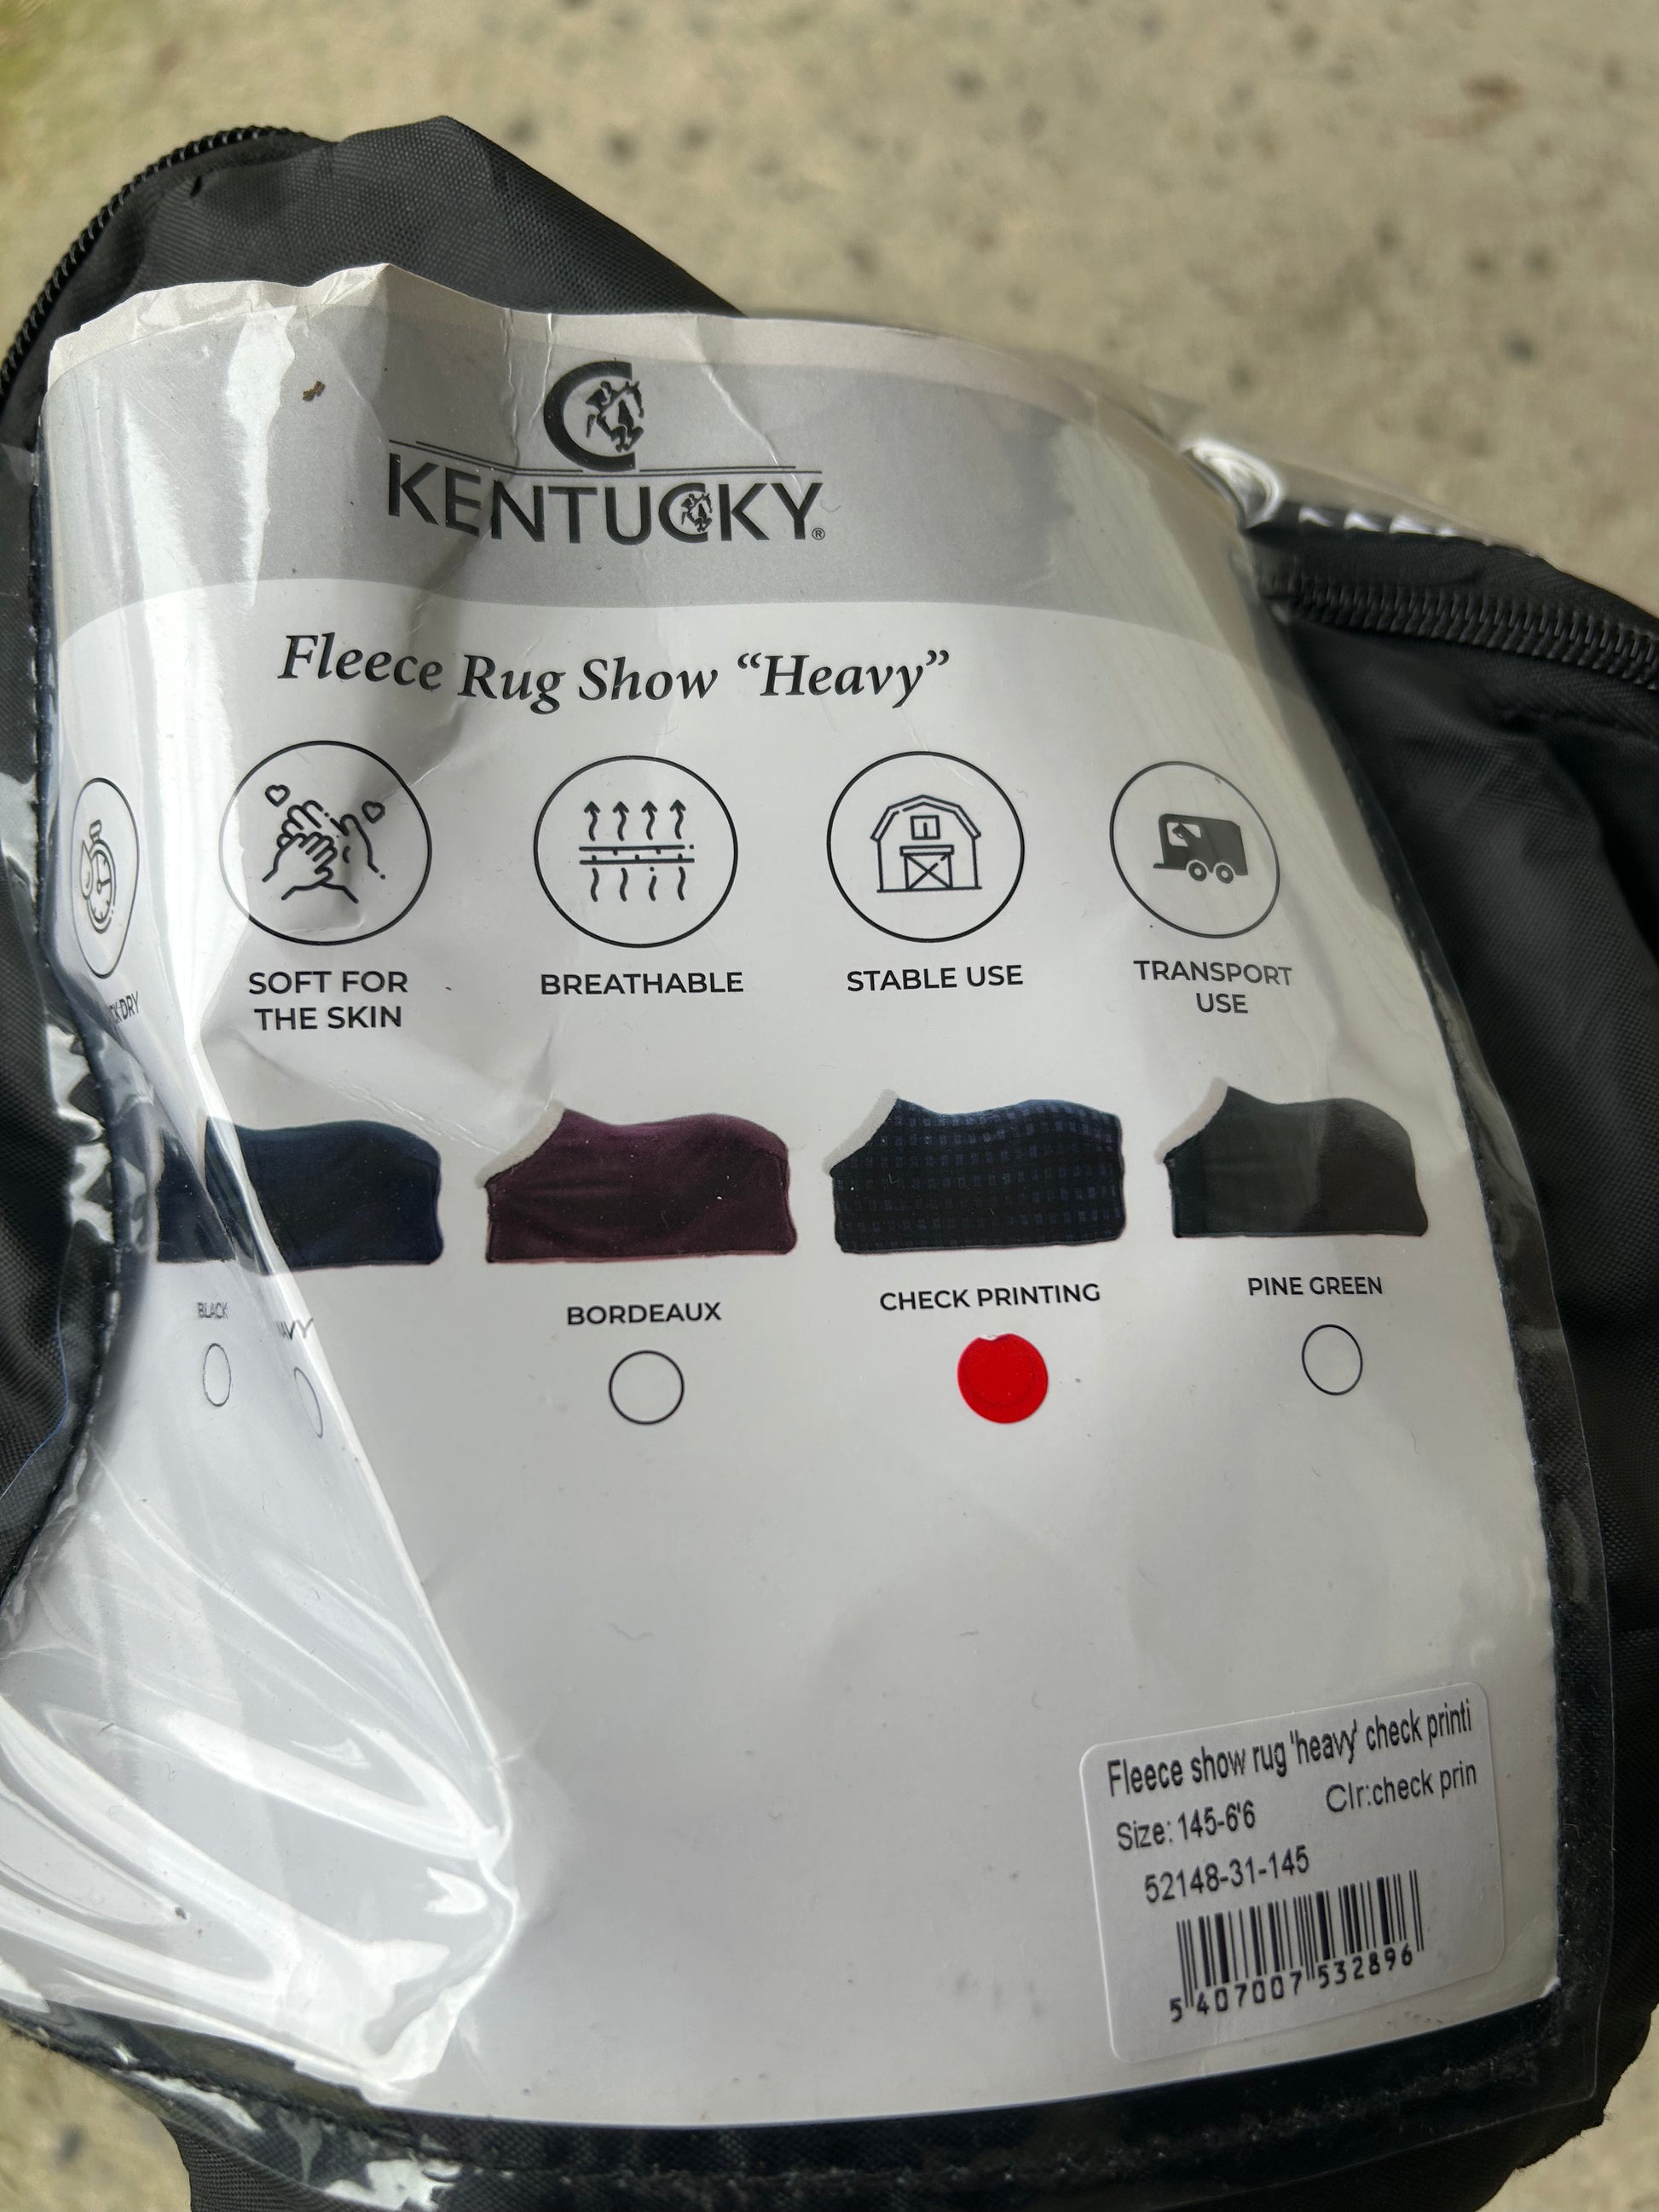 KENTUCKY®
Fleece Rug Show “Heavy”
SOFT FOR
THE SKIN
BREATHABLE
STABLE USE
TRANSPORT
USE
BLACK
BORDEAUX
CHECK PRINTING
PINE GREEN
Fleece show rug 'heavy' check printi
Size: 145-6'6 Clr:check prin
52148-31-145
5 407007 532896